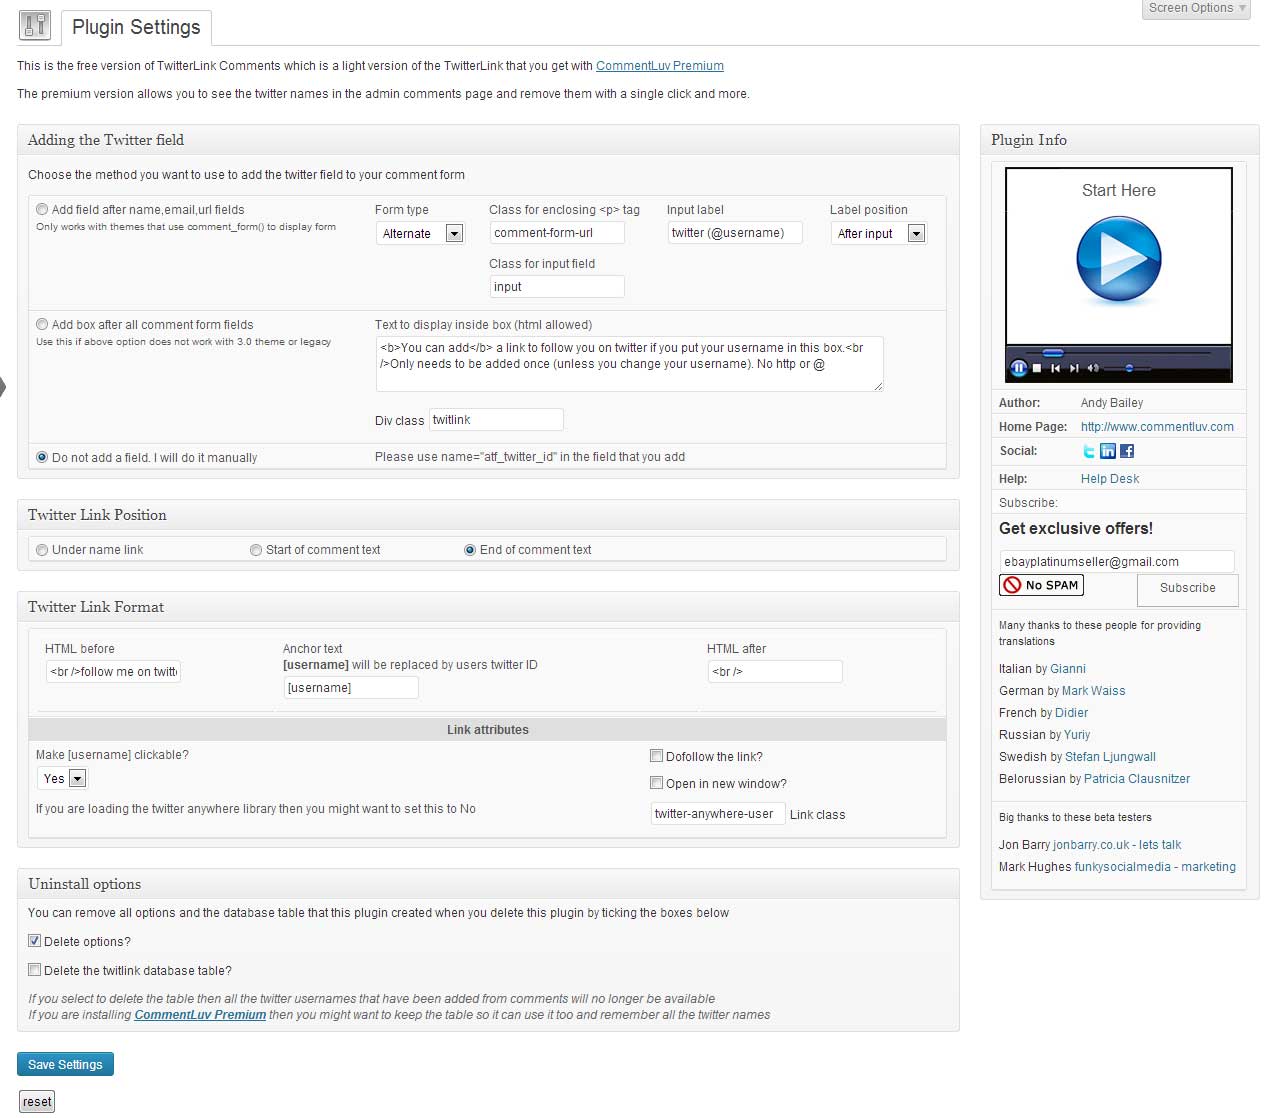 Screen Options
Plugin Settings
This is the free version of TwitterLink Comments which is a light version of the TwitterLink that you get with CommentLuv Premium
The premium version allows you to see the twitter names in the admin comments page and remove them with a single click and more.
Adding the Twitter field
Choose the method you want to use to add the twitter field to your comment form
Add field after name,email,url fields
Only works with themes that use comment_form() to display form
Form type
Alternate
Class for enclosing <p> tag
comment-form-url
Input label
twitter (@username)
Label position
After input
Class for input field
input
Add box after all comment form fields
Use this if above option does not work with 3.0 theme or legacy
Text to display inside box (html allowed)
<b>You can add</b> a link to follow you on twitter if you put your username in this box.<br
/>Only needs to be added once (unless you change your username). No http or @
Div class twitlink
Do not add a field. I will do it manually
Please use name="atf_twitter_id" in the field that you add
Twitter Link Position
Under name link
Start of comment text
End of comment text
Twitter Link Format
HTML before
<br />follow me on twitt
Anchor text
[username] will be replaced by users twitter ID
[username]
HTML after
<br />
Link attributes
Make [username] clickable?
Yes
If you are loading the twitter anywhere library then you might want to set this to No
Dofollow the link?
Open in new window?
twitter-anywhere-user Link class
Uninstall options
You can remove all options and the database table that this plugin created when you delete this plugin by ticking the boxes below
Delete options?
Delete the twitlink database table?
If you select to delete the table then all the twitter usernames that have been added from comments will no longer be available
If you are installing CommentLuv Premium then you might want to keep the table so it can use it too and remember all the twitter names
Save Settings
reset
Plugin Info
Start Here
Author: Andy Bailey
Home Page: http://www.commentluv.com
Social: t in f
Help: Help Desk
Subscribe:
Get exclusive offers!
ebayplatinumseller@gmail.com
No SPAM
Subscribe
Many thanks to these people for providing
translations
Italian by Gianni
German by Mark Waiss
French by Didier
Russian by Yuriy
Swedish by Stefan Ljungwall
Belorussian by Patricia Clausnitzer
Big thanks to these beta testers
Jon Barry jonbarry.co.uk - lets talk
Mark Hughes funkysocialmedia - marketing